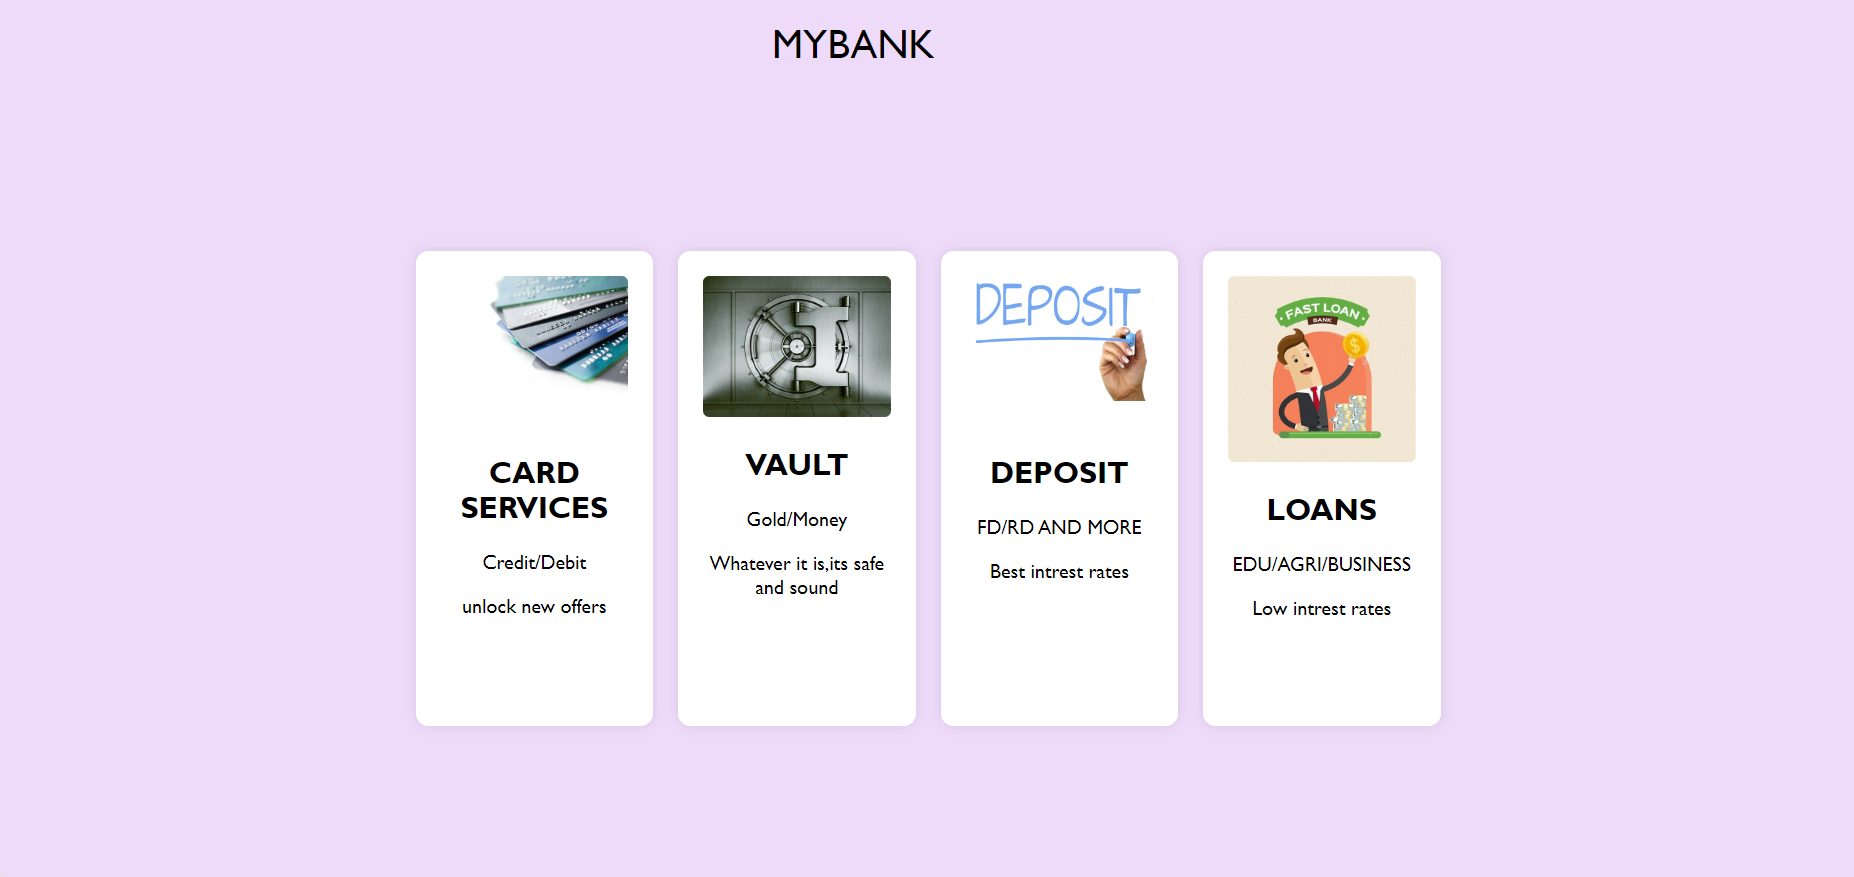 MYBANK
DEPOSIT
FAST LOAN
BANK
CARD
SERVICES
Credit/Debit
unlock new offers
VAULT
Gold/Money
Whatever it is,its safe
and sound
DEPOSIT
FD/RD AND MORE
Best intrest rates
LOANS
EDU/AGRI/BUSINESS
Low intrest rates